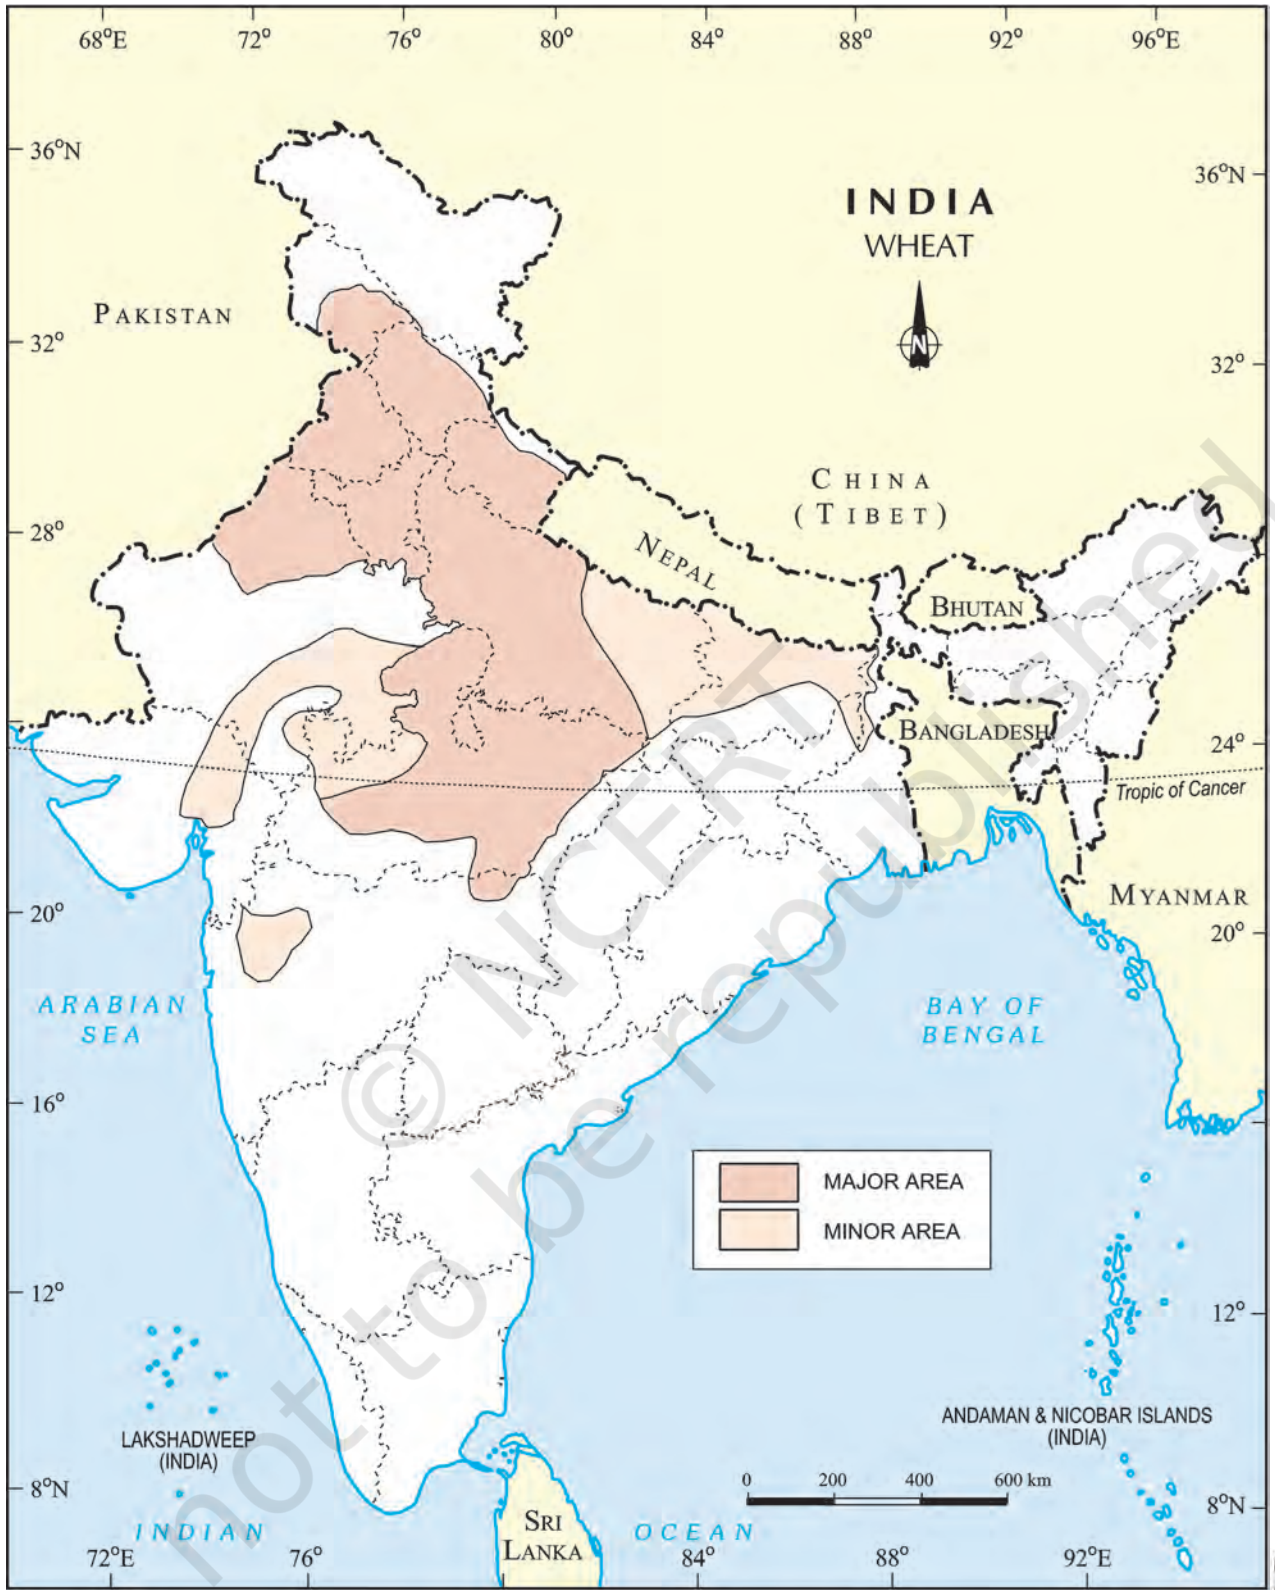 68°E 72° 76° 80° 84° 88° 92° 96°E
36°N
36°N
INDIA
WHEAT
N
PAKISTAN
32°
32°
CHINA
(TIBET)
28°
28°
NEPAL
BHUTAN
BANGLADESH
24°
Tropic of Cancer
MYANMAR
20°
20°
ARABIAN
SEA
BAY OF
BENGAL
16°
MAJOR AREA
MINOR AREA
12°
12°
LAKSHADWEEP
(INDIA)
ANDAMAN & NICOBAR ISLANDS
(INDIA)
0 200 400 600 km
8°N
8°N
SRI
LANKA
INDIAN OCEAN
72°E 76° 84° 88° 92°E
© NCERT
not to be republished